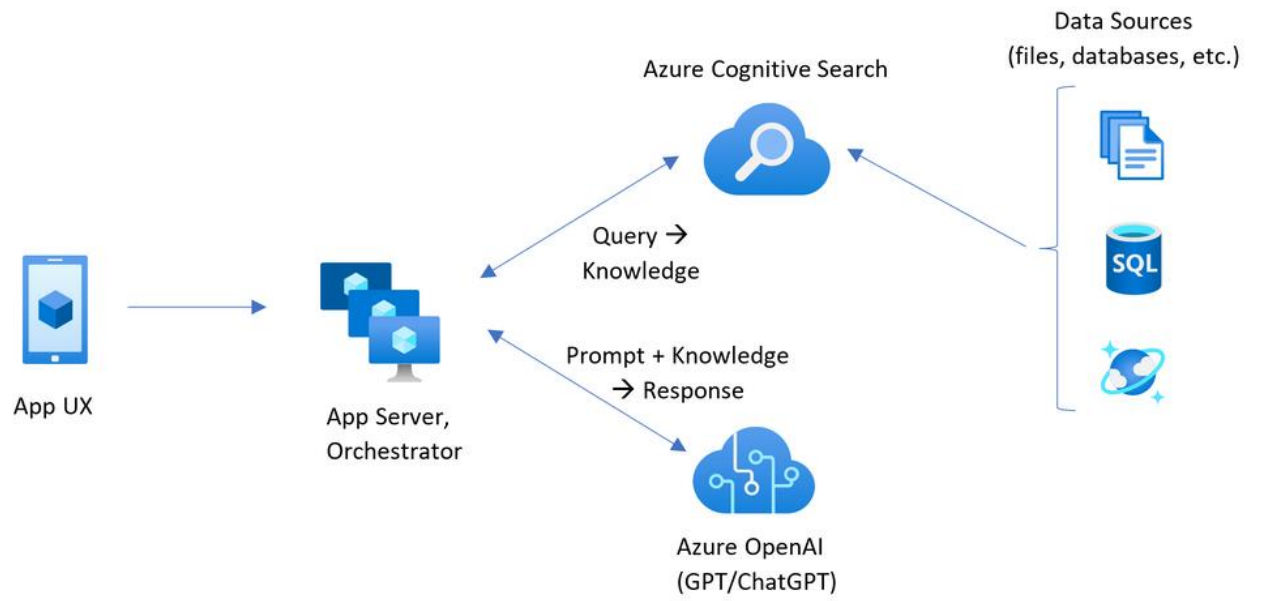 Data Sources
(files, databases, etc.)
Azure Cognitive Search
Query →
Knowledge
SQL
Prompt + Knowledge
→ Response
App UX
App Server,
Orchestrator
Azure OpenAI
(GPT/ChatGPT)